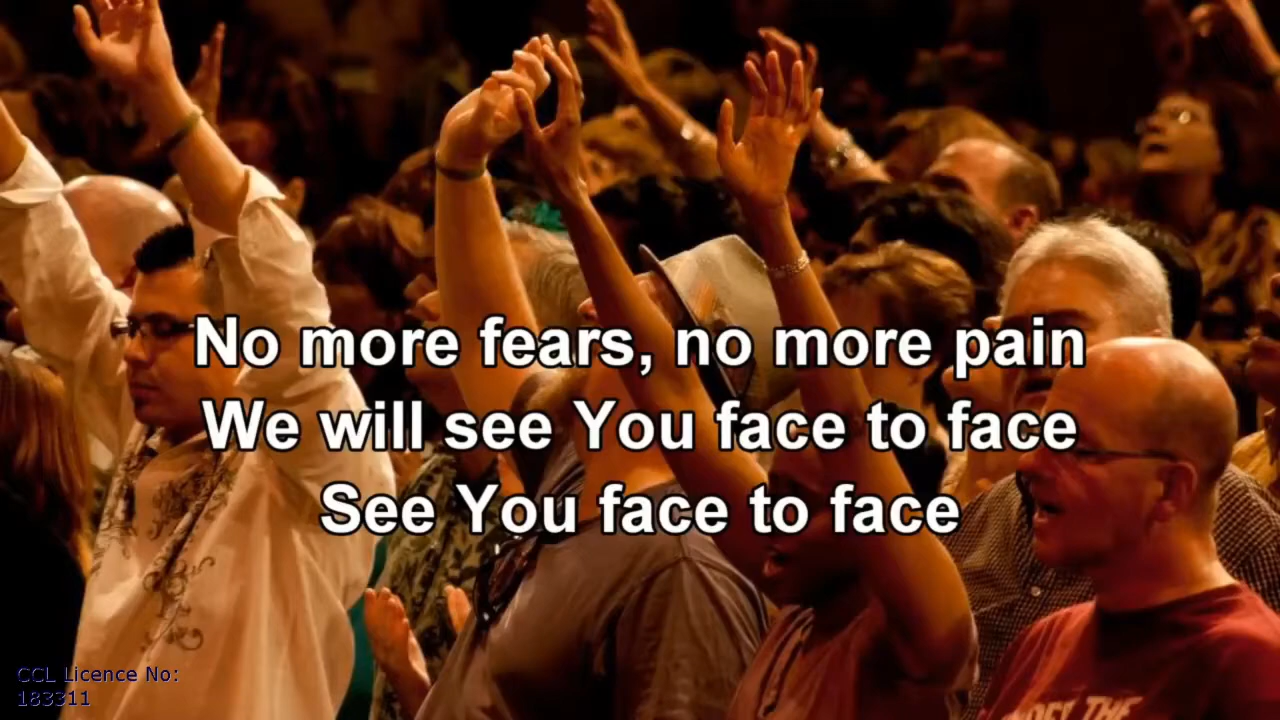 No more fears, no more pain
We will see You face to face
See You face to face
CCL Licence No:
183311
THE